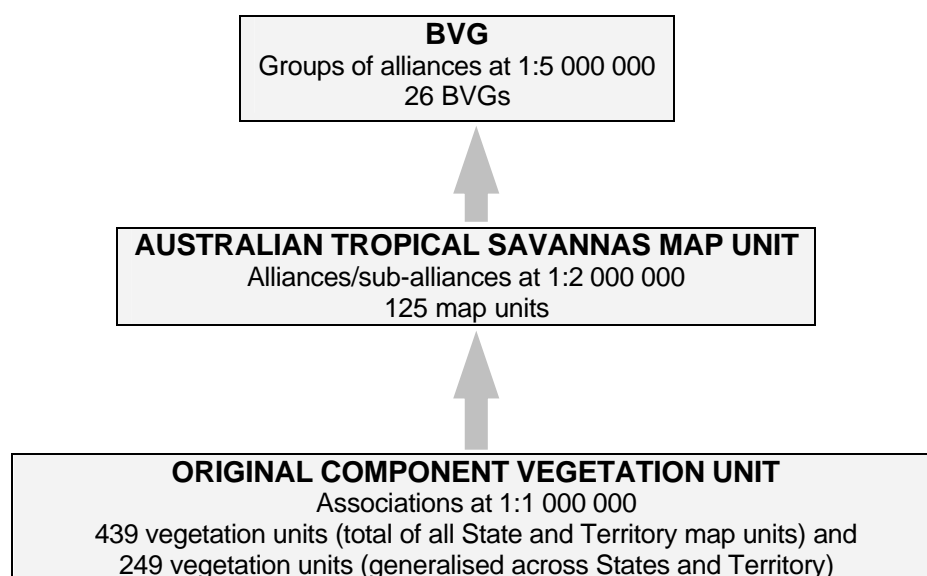 BVG
Groups of alliances at 1:5 000 000
26 BVGs
AUSTRALIAN TROPICAL SAVANNAS MAP UNIT
Alliances/sub-alliances at 1:2 000 000
125 map units
ORIGINAL COMPONENT VEGETATION UNIT
Associations at 1:1 000 000
439 vegetation units (total of all State and Territory map units) and
249 vegetation units (generalised across States and Territory)